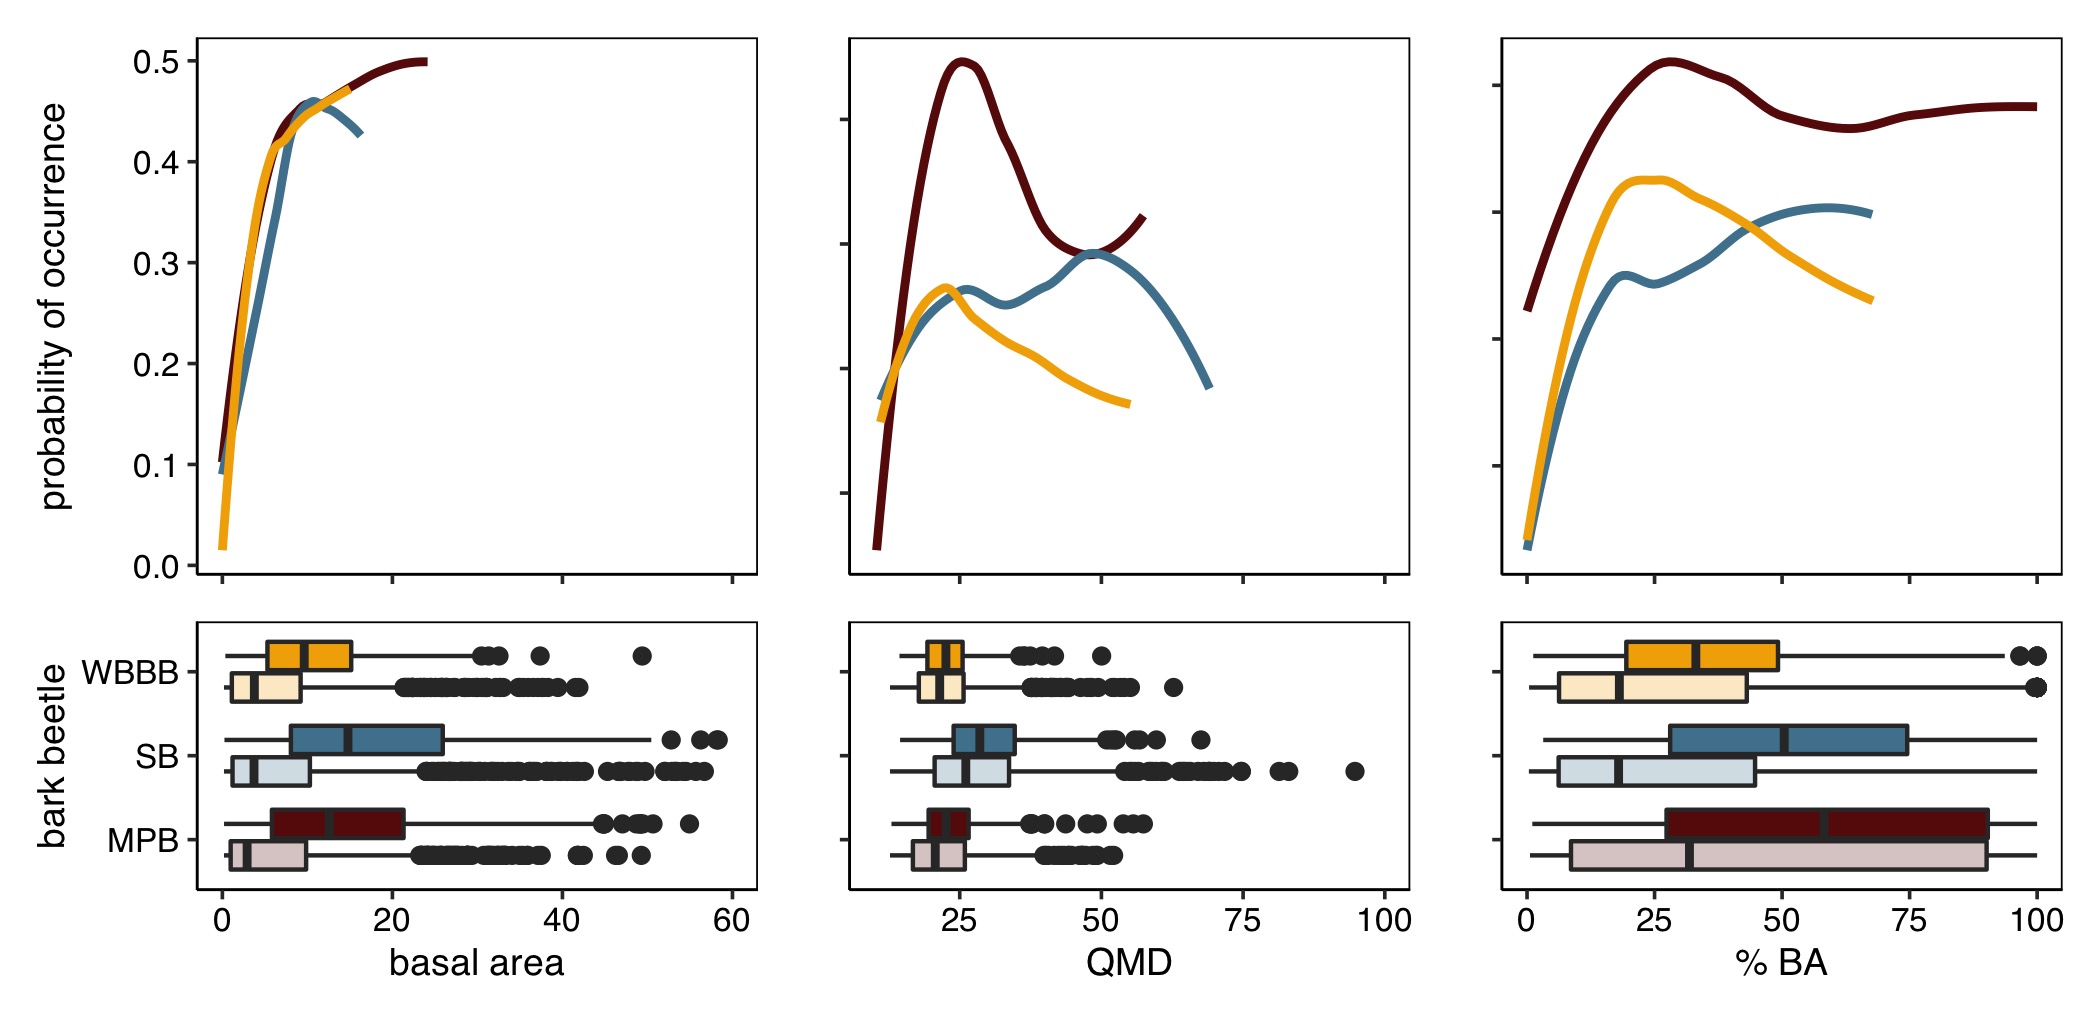 probability of occurrence
0.5
0.4
0.3
0.2
0.1
0.0
bark beetle
WBBB
SB
MPB
0 20 40 60
25 50 75 100
0 25 50 75 100
basal area
QMD
% BA